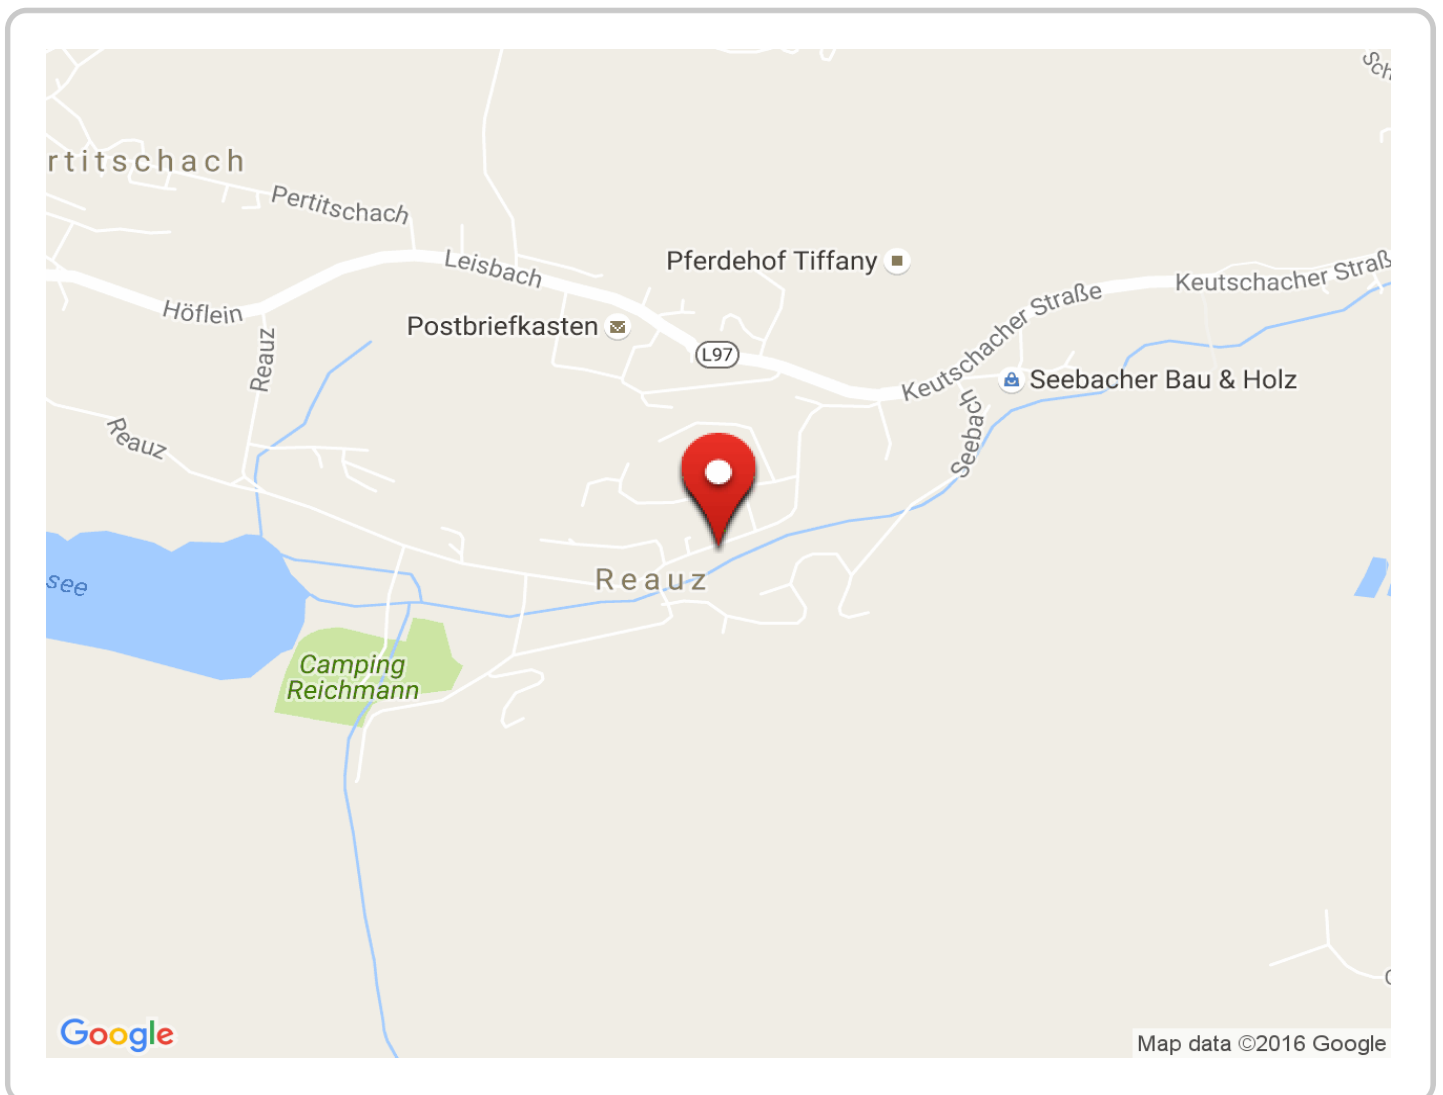 Sch
rtitschach
Pertitschach
Leisbach
Pferdehof Tiffany
Keutschacher Straß
Keutschacher Straße
Höflein
Postbriefkasten
Reauz
L97
Seebacher Bau & Holz
Seebach
Reauz
see
Reauz
Camping
Reichmann
Google
Map data ©2016 Google